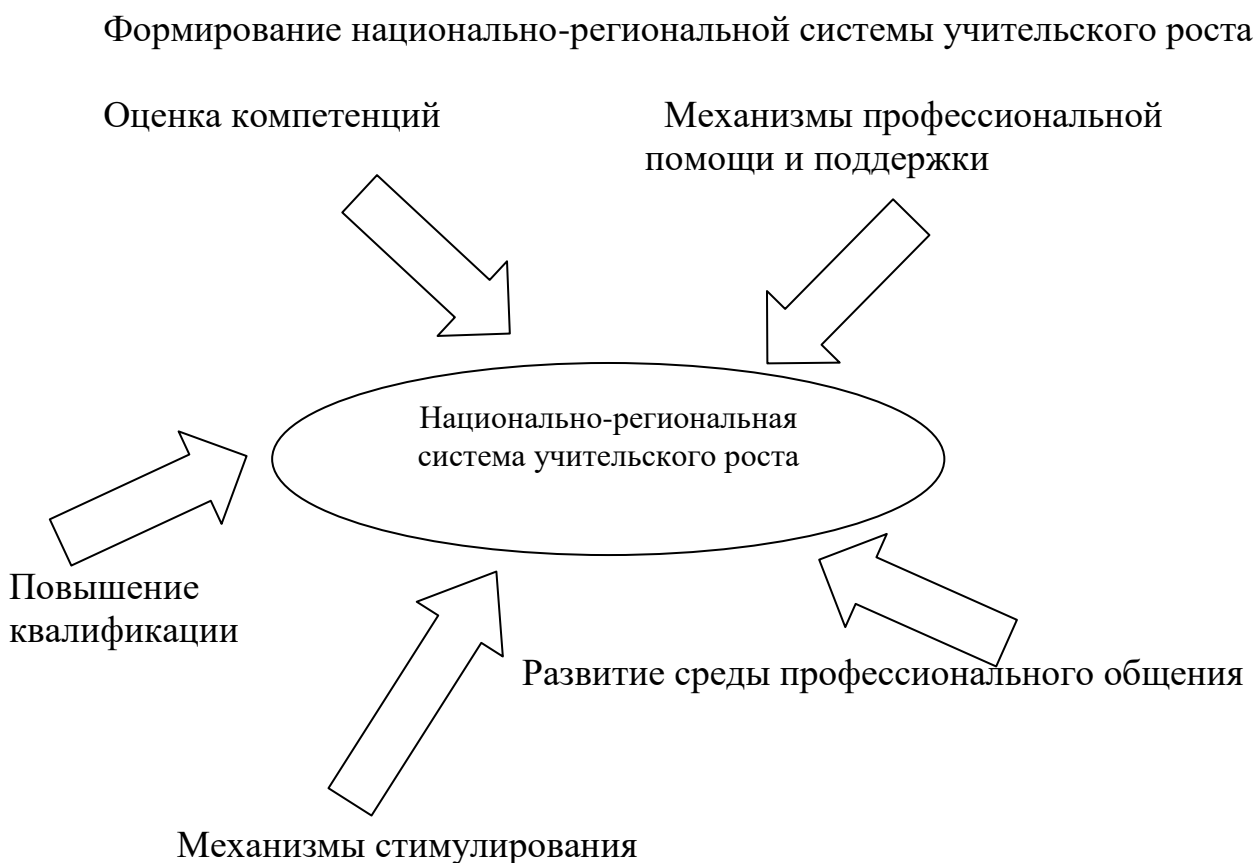 Формирование национально-региональной системы учительского роста
Оценка компетенций
Механизмы профессиональной
помощи и поддержки
Национально-региональная
система учительского роста
Повышение
квалификации
Развитие среды профессионального общения
Механизмы стимулирования